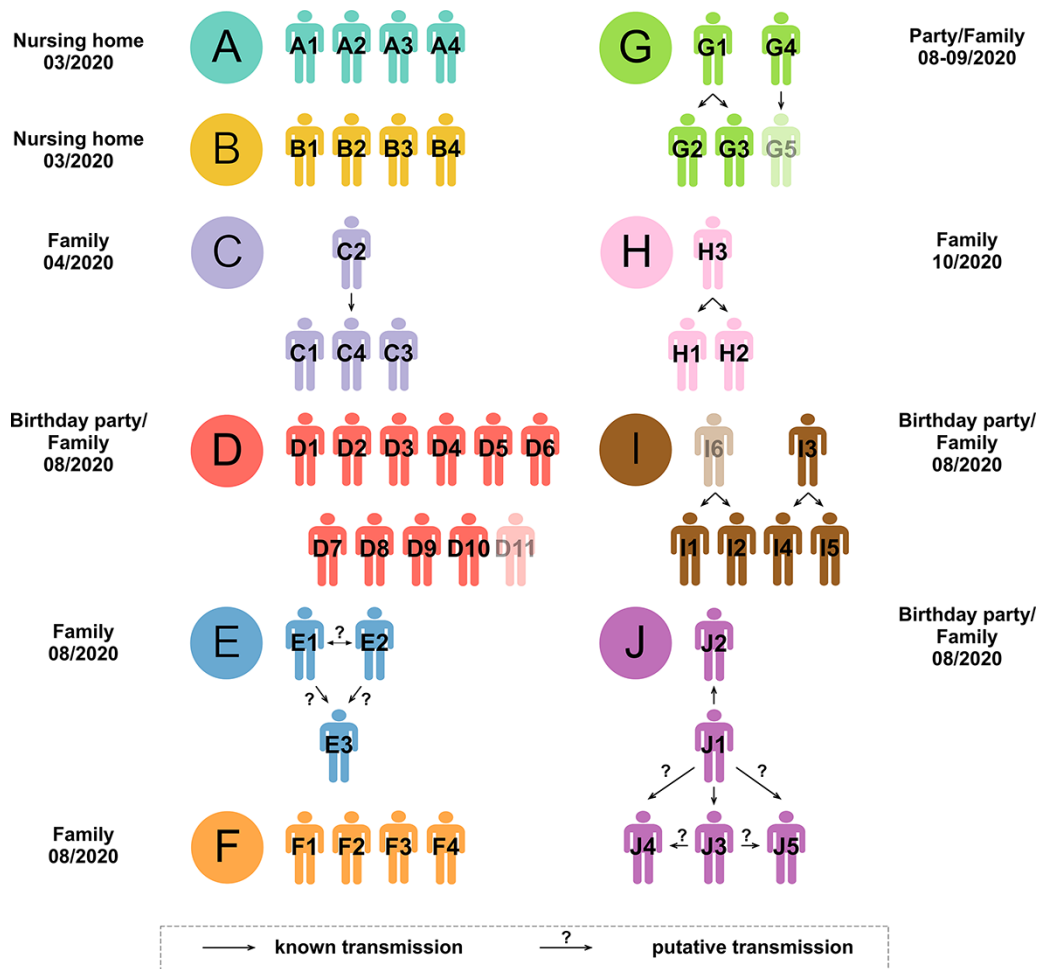 Nursing home
03/2020
A
A1 A2 A3 A4
G
G1 G4
Party/Family
08-09/2020
G2 G3 G5
Nursing home
03/2020
B
B1 B2 B3 B4
Family
04/2020
C
C2
C1 C4 C3
H
H3
Family
10/2020
H1 H2
Birthday party/
Family
08/2020
D
D1 D2 D3 D4 D5 D6
D7 D8 D9 D10 D11
I
I6 I3
Birthday party/
Family
08/2020
I1 I2 I4 I5
Family
08/2020
E
E1 ? E2
? ?
E3
J
J2
Birthday party/
Family
08/2020
J1
? ?
J4 ? J3 ? J5
Family
08/2020
F
F1 F2 F3 F4
known transmission
? putative transmission